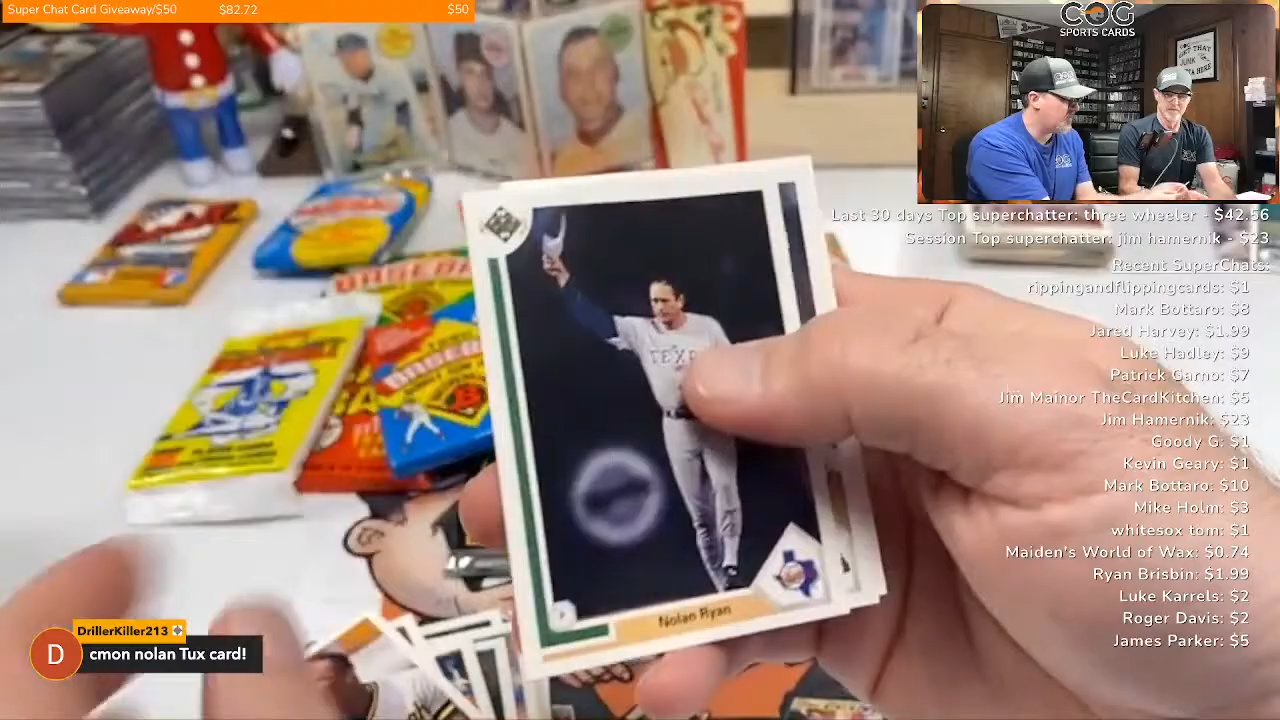 Super Chat Card Giveaway/$50 $82.72 $50
COG
SPORTS CARDS
Last 30 days Top superchatter: three wheeler - $42.56
Session Top superchatter: jim hamernik - $23
Recent SuperChats:
rippingandflippingcards: $1
Mark Bottaro: $8
Jared Harvey: $1.99
Luke Hadley: $9
Patrick Garno: $7
Jim Mainor TheCardKitchen: $5
Jim Hamernik: $23
Goody G: $1
Kevin Geary: $1
Mark Bottaro: $10
Mike Holm: $3
whitesox tom: $1
Maiden's World of Wax: $0.74
Ryan Brisbin: $1.99
Luke Karrels: $2
Roger Davis: $2
James Parker: $5
TEX
Nolan Ryan
P
BASEBALL
D
DrillerKiller213
cmon nolan Tux card!